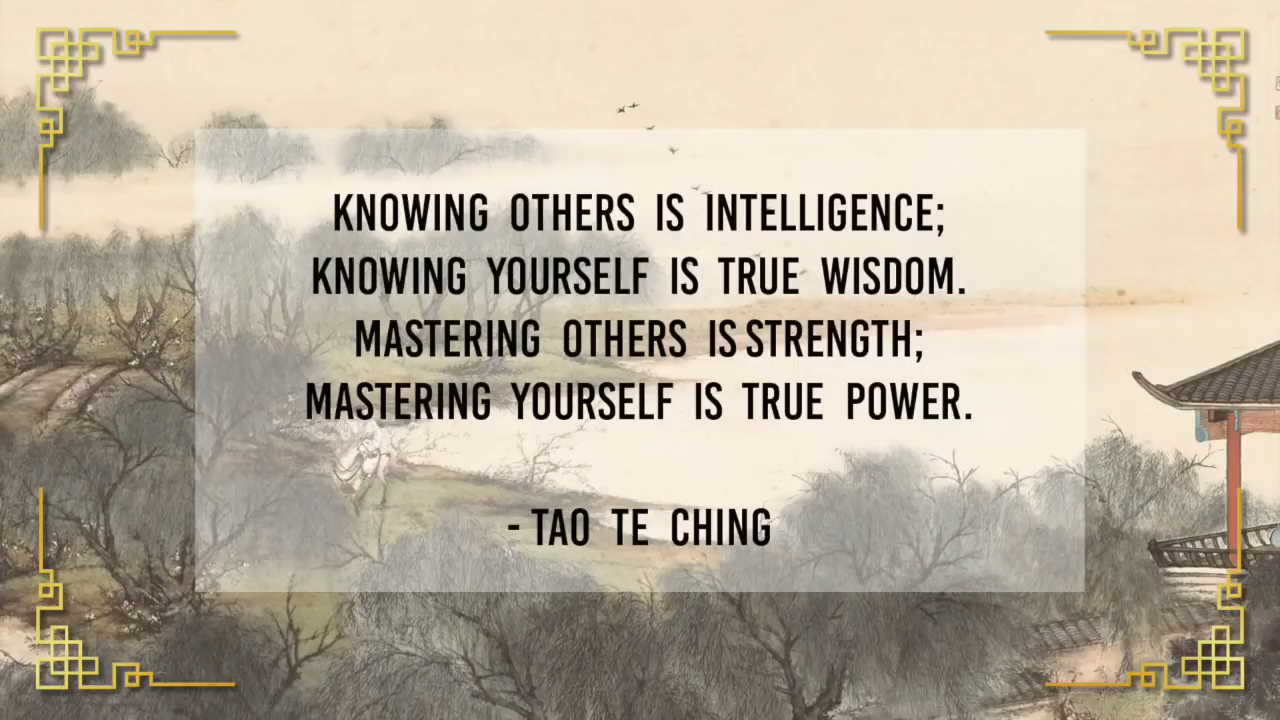 KNOWING OTHERS IS INTELLIGENCE;
KNOWING YOURSELF IS TRUE WISDOM.
MASTERING OTHERS IS STRENGTH;
MASTERING YOURSELF IS TRUE POWER.
- TAO TE CHING